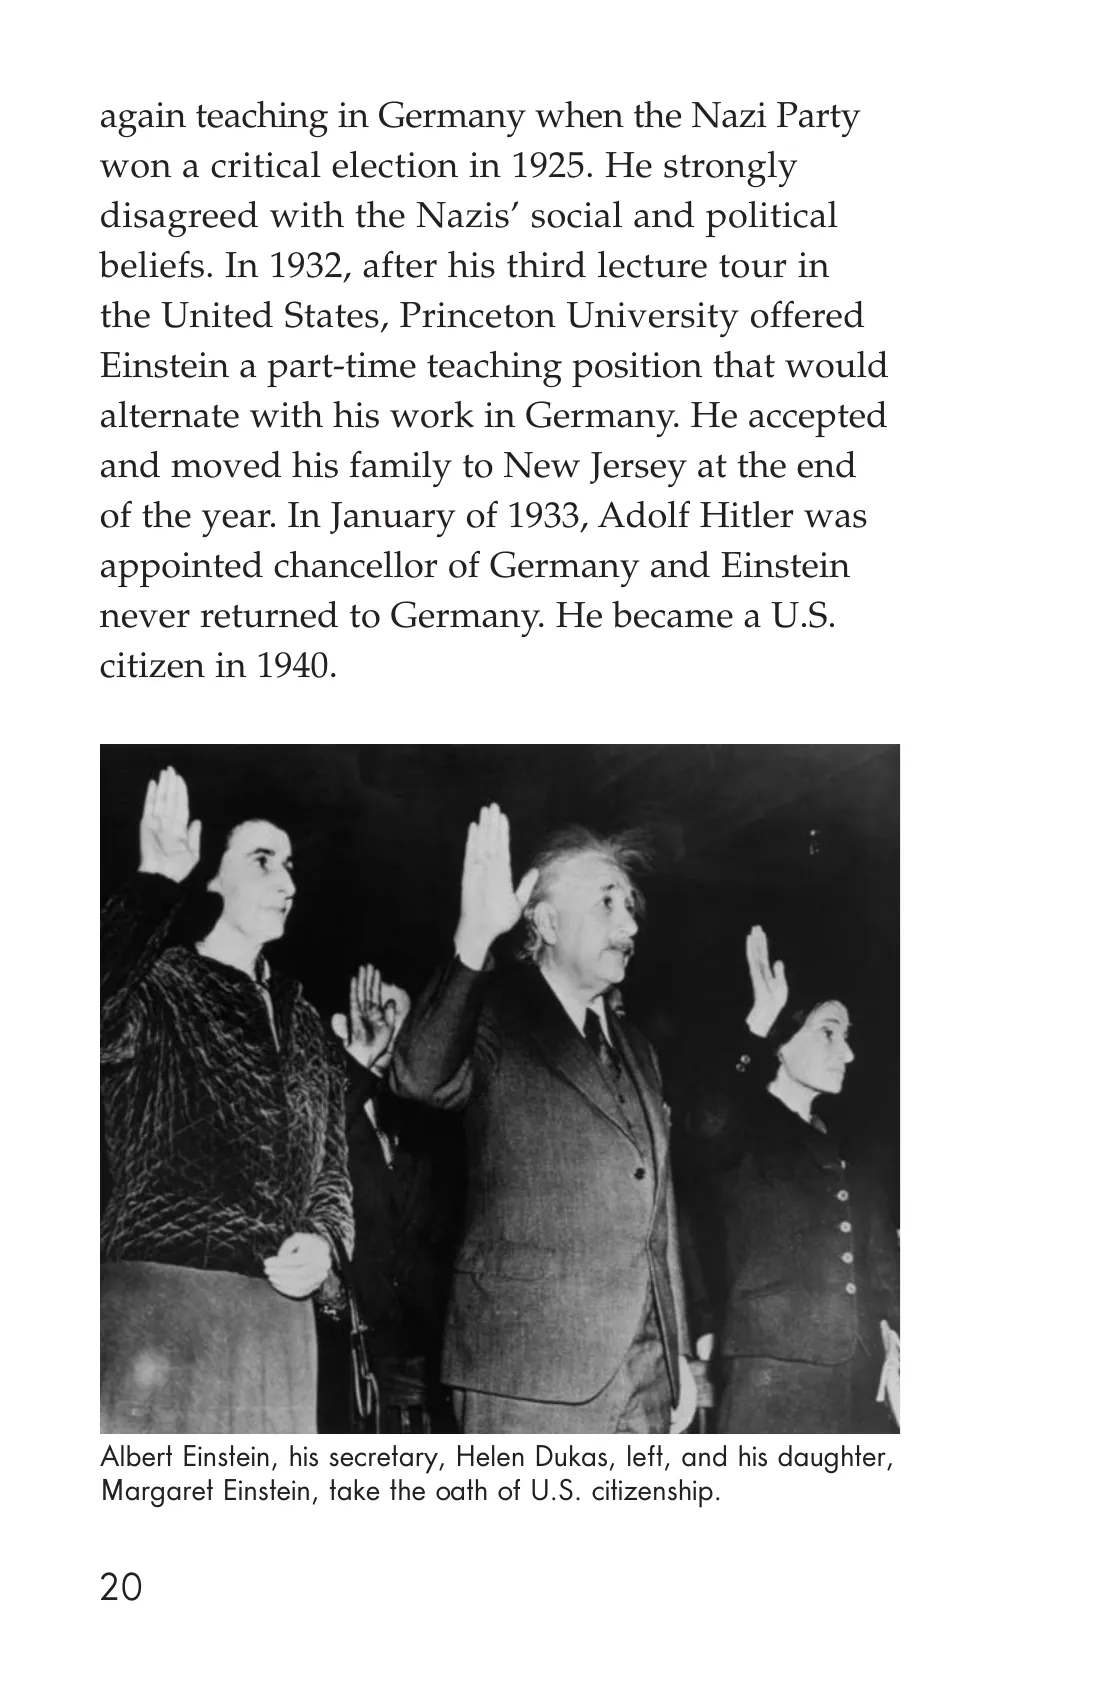 again teaching in Germany when the Nazi Party
won a critical election in 1925. He strongly
disagreed with the Nazis’ social and political
beliefs. In 1932, after his third lecture tour in
the United States, Princeton University offered
Einstein a part-time teaching position that would
alternate with his work in Germany. He accepted
and moved his family to New Jersey at the end
of the year. In January of 1933, Adolf Hitler was
appointed chancellor of Germany and Einstein
never returned to Germany. He became a U.S.
citizen in 1940.
Albert Einstein, his secretary, Helen Dukas, left, and his daughter,
Margaret Einstein, take the oath of U.S. citizenship.
20